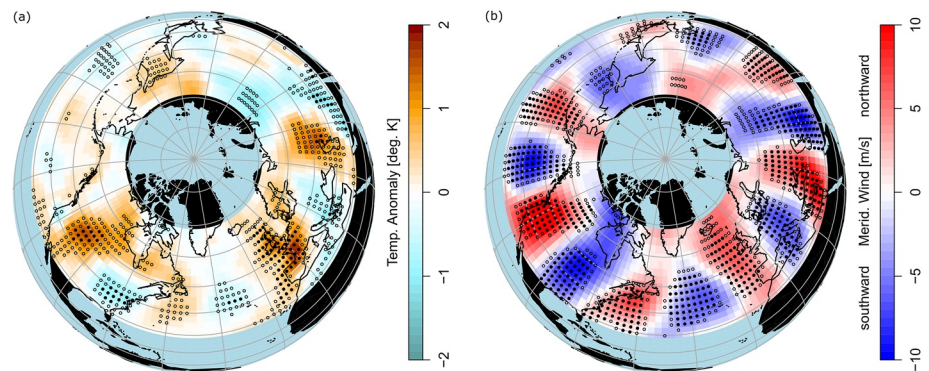 (a)
2
1
0
−1
−2
Temp. Anomaly [deg. K]
(b)
10
5
0
−5
−10
southward Merid. Wind [m/s] northward